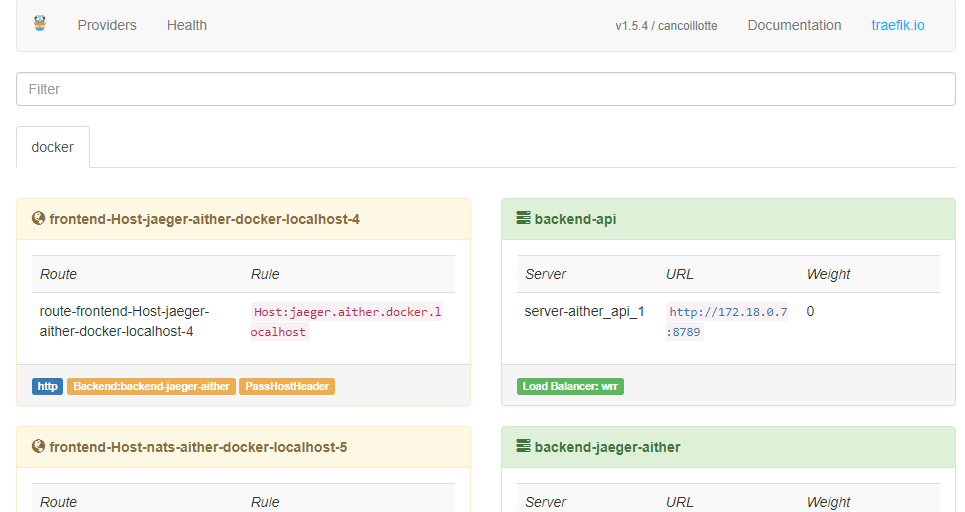 Providers Health v1.5.4 / cancoillotte Documentation traefik.io
Filter
docker
frontend-Host-jaeger-aither-docker-localhost-4
Route Rule
route-frontend-Host-jaeger-
aither-docker-localhost-4
Host:jaeger.aither.docker.l
ocalhost
http Backend:backend-jaeger-aither PassHostHeader
backend-api
Server URL Weight
server-aither_api_1
http://172.18.0.7
:8789
0
Load Balancer: wrr
frontend-Host-nats-aither-docker-localhost-5
Route Rule
backend-jaeger-aither
Server URL Weight